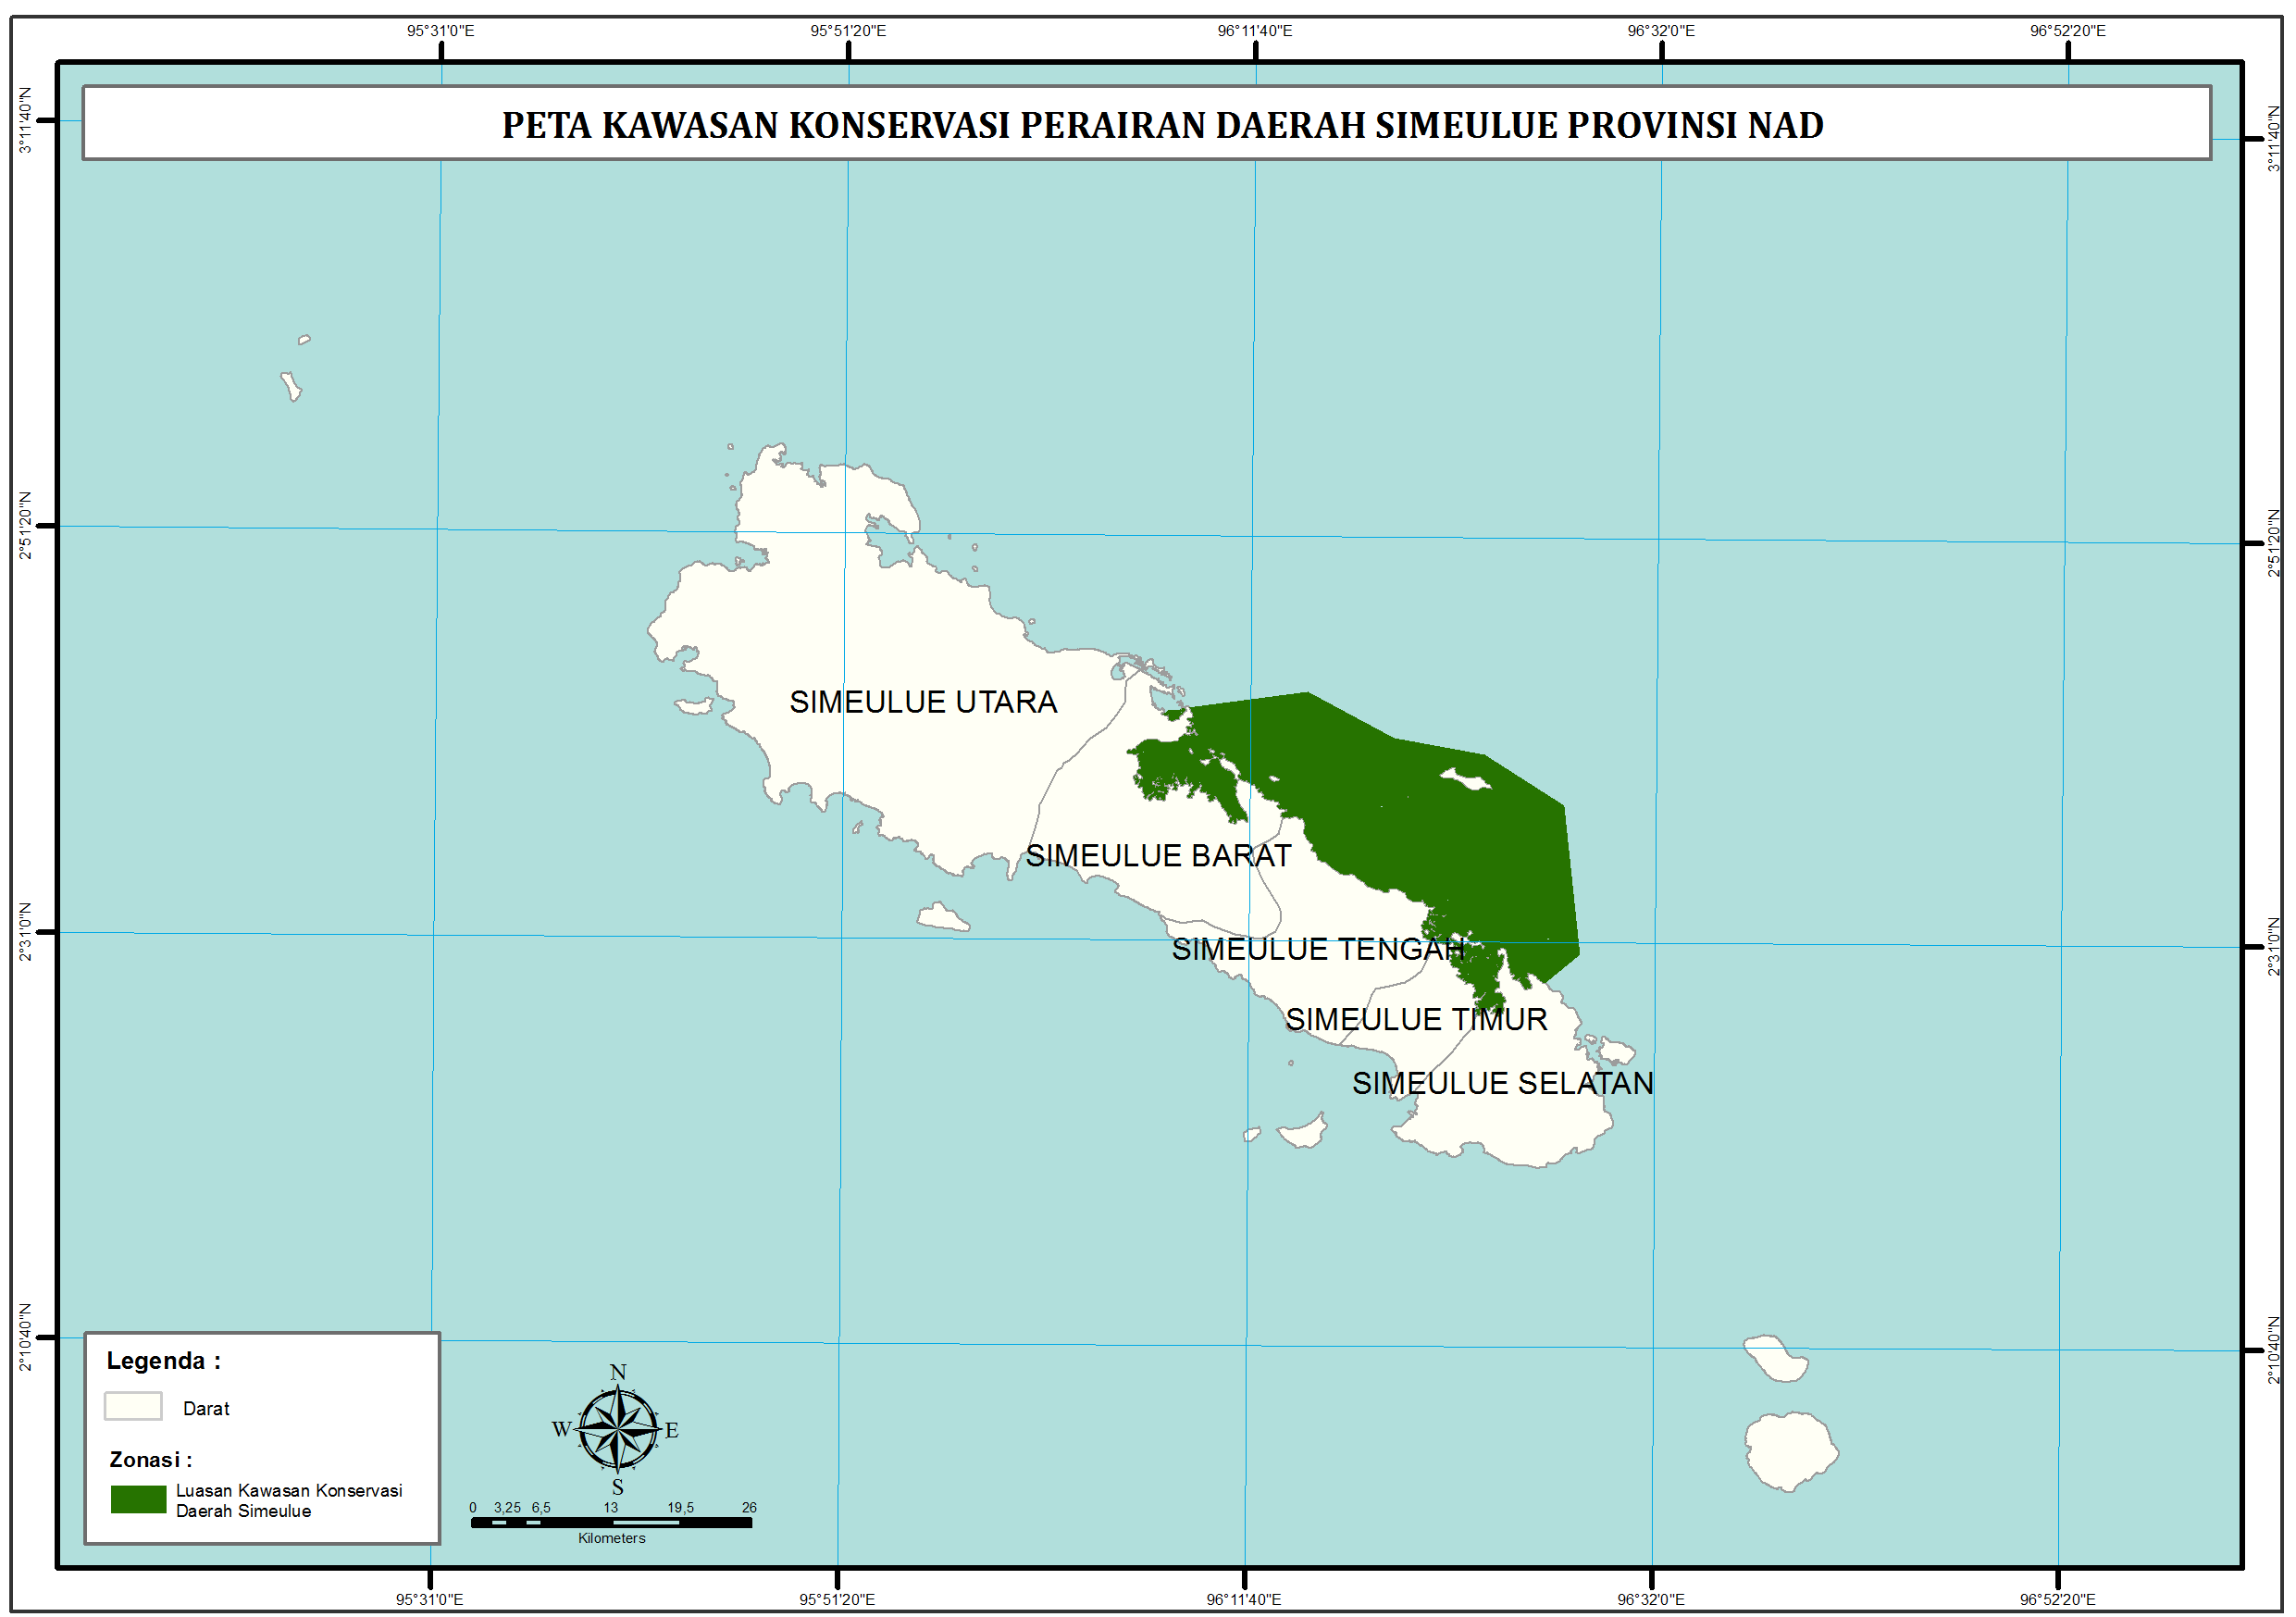 95°31'0"E 95°51'20"E 96°11'40"E 96°32'0"E 96°52'20"E
3°11'40"N
3°11'40"N
PETA KAWASAN KONSERVASI PERAIRAN DAERAH SIMEULUE PROVINSI NAD
2°51'20"N
2°51'20"N
SIMEULUE UTARA
SIMEULUE BARAT
2°31'0"N
SIMEULUE TENGAH
2°31'0"N
SIMEULUE TIMUR
SIMEULUE SELATAN
2°10'40"N
2°10'40"N
Legenda :
Darat
Zonasi :
Luasan Kawasan Konservasi
Daerah Simeulue
N
W E
S
0 3,25 6,5 13 19,5 26
Kilometers
95°31'0"E 95°51'20"E 96°11'40"E 96°32'0"E 96°52'20"E